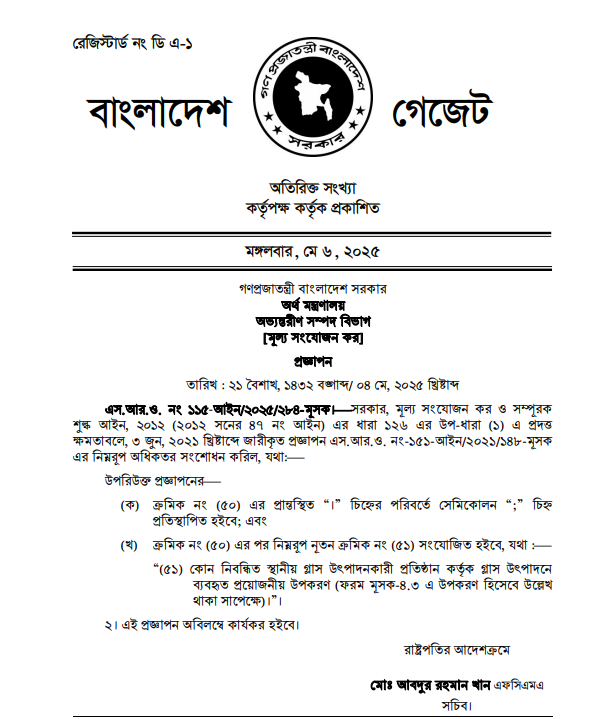 রেজিস্টার্ড নং ডি এ-১
গণপ্রজাতন্ত্রী বাংলাদেশ
সরকার
বাংলাদেশ গেজেট
অতিরিক্ত সংখ্যা
কর্তৃপক্ষ কর্তৃক প্রকাশিত
মঙ্গলবার, মে ৬, ২০২৫
গণপ্রজাতন্ত্রী বাংলাদেশ সরকার
অর্থ মন্ত্রণালয়
অভ্যন্তরীণ সম্পদ বিভাগ
[মূল্য সংযোজন কর]
প্রজ্ঞাপন
তারিখ : ২১ বৈশাখ, ১৪৩২ বঙ্গাব্দ/ ০৪ মে, ২০২৫ খ্রিষ্টাব্দ
এস.আর.ও. নং ১১৫-আইন/২০২৫/২৮৪-মূসক।—সরকার, মূল্য সংযোজন কর ও সম্পূরক
শুল্ক আইন, ২০১২ (২০১২ সনের ৪৭ নং আইন) এর ধারা ১২৬ এর উপ-ধারা (১) এ প্রদত্ত
ক্ষমতাবলে, ৩ জুন, ২০২১ খ্রিষ্টাব্দে জারীকৃত প্রজ্ঞাপন এস.আর.ও. নং-১৫১-আইন/২০২১/১৪৮-মূসক
এর নিম্নরূপ অধিকতর সংশোধন করিল, যথা:—
উপরিউক্ত প্রজ্ঞাপনের—
(ক) ক্রমিক নং (৫০) এর প্রান্তস্থিত “।” চিহ্নের পরিবর্তে সেমিকোলন “;” চিহ্ন
প্রতিস্থাপিত হইবে; এবং
(খ) ক্রমিক নং (৫০) এর পর নিম্নরূপ নূতন ক্রমিক নং (৫১) সংযোজিত হইবে, যথা :—
“(৫১) কোন নিবন্ধিত স্থানীয় গ্লাস উৎপাদনকারী প্রতিষ্ঠান কর্তৃক গ্লাস উৎপাদনে
ব্যবহৃত প্রয়োজনীয় উপকরণ (ফরম মূসক-৪.৩ এ উপকরণ হিসেবে উল্লেখ
থাকা সাপেক্ষে)।”।
২। এই প্রজ্ঞাপন অবিলম্বে কার্যকর হইবে।
রাষ্ট্রপতির আদেশক্রমে
মোঃ আবদুর রহমান খান এফসিএমএ
সচিব।